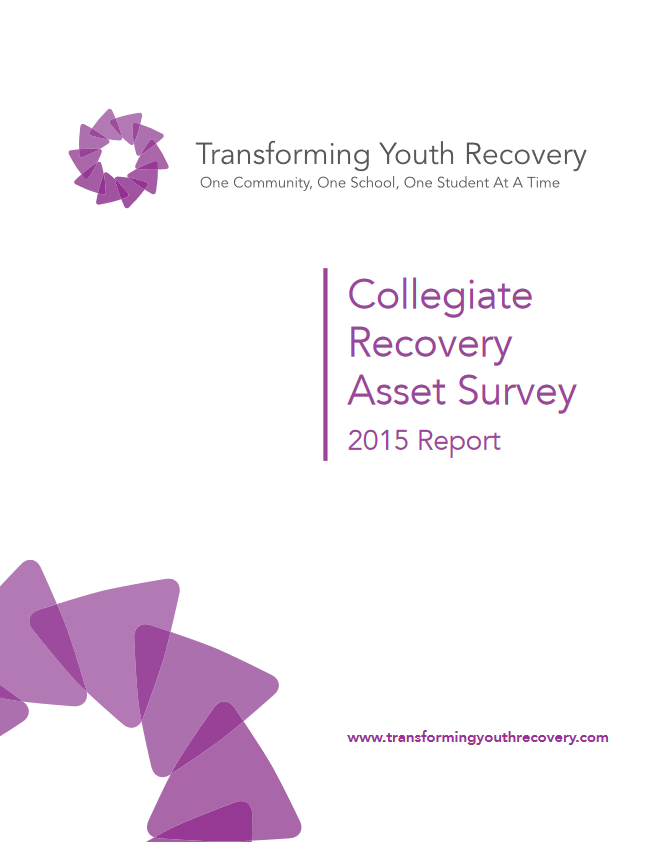 Transforming Youth Recovery
One Community, One School, One Student At A Time
Collegiate
Recovery
Asset Survey
2015 Report
www.transformingyouthrecovery.com